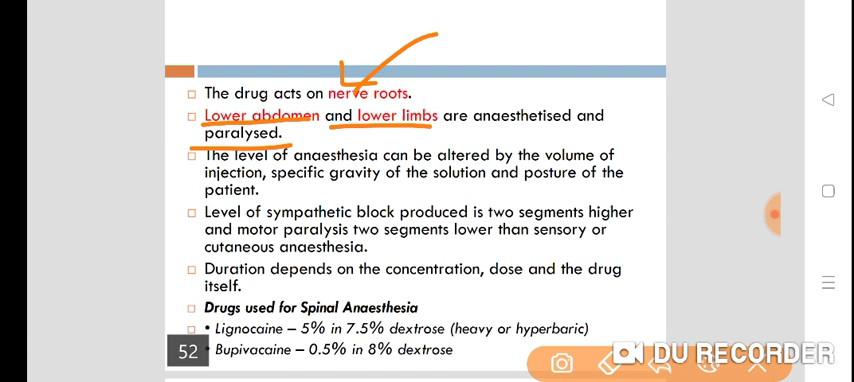 The drug acts on nerve roots.
Lower abdomen and lower limbs are anaesthetised and
paralysed.
The level of anaesthesia can be altered by the volume of
injection, specific gravity of the solution and posture of the
patient.
Level of sympathetic block produced is two segments higher
and motor paralysis two segments lower than sensory or
cutaneous anaesthesia.
Duration depends on the concentration, dose and the drug
itself.
Drugs used for Spinal Anaesthesia
• Lignocaine – 5% in 7.5% dextrose (heavy or hyperbaric)
• Bupivacaine – 0.5% in 8% dextrose
52
DU RECORDER